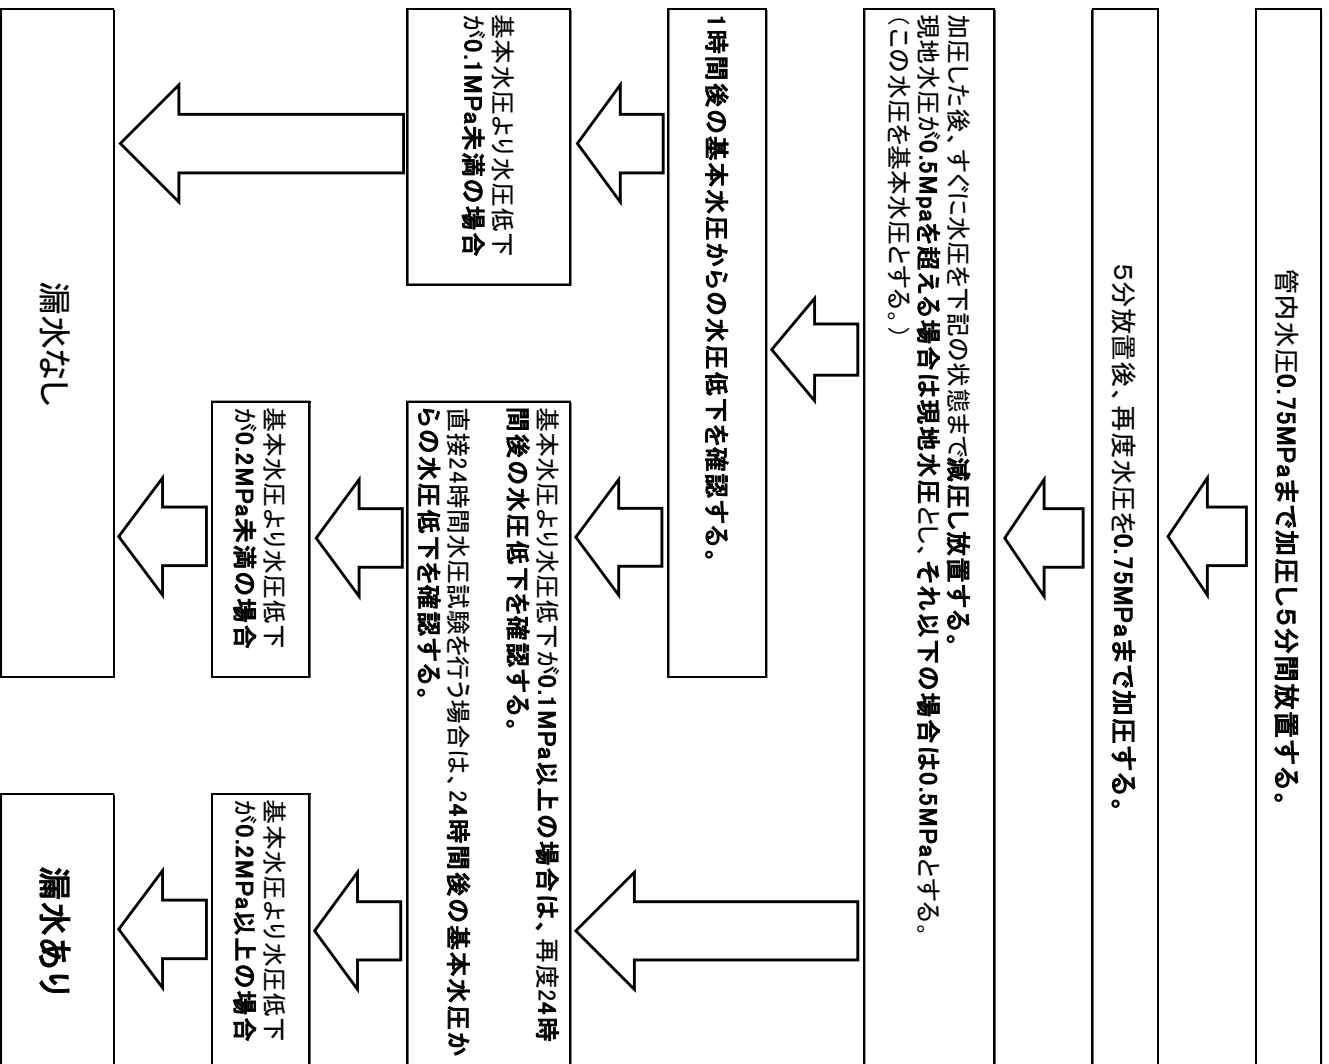 管内水圧0.75MPaまで加圧し5分間放置する。
5分放置後、再度水圧を0.75MPaまで加圧する。
加圧した後、すぐに水圧を下記の状態まで減圧し放置する。
現地水圧が0.5Mpaを超える場合は現地水圧とし、それ以下の場合は0.5MPaとする。
（この水圧を基本水圧とする。）
1時間後の基本水圧からの水圧低下を確認する。
基本水圧より水圧低下
が0.1MPa未満の場合
基本水圧より水圧低下が0.1MPa以上の場合は、再度24時
間後の水圧低下を確認する。
直接24時間水圧試験を行う場合は、24時間後の基本水圧か
らの水圧低下を確認する。
基本水圧より水圧低下
が0.2MPa未満の場合
基本水圧より水圧低下
が0.2MPa以上の場合
漏水なし
漏水あり